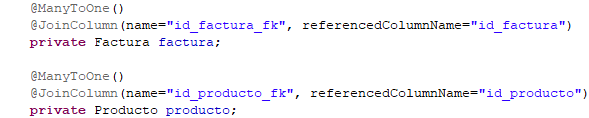 @ManyToOne()
@JoinColumn(name="id_factura_fk", referencedColumnName="id_factura")
private Factura factura;
@ManyToOne()
@JoinColumn(name="id_producto_fk", referencedColumnName="id_producto")
private Producto producto;